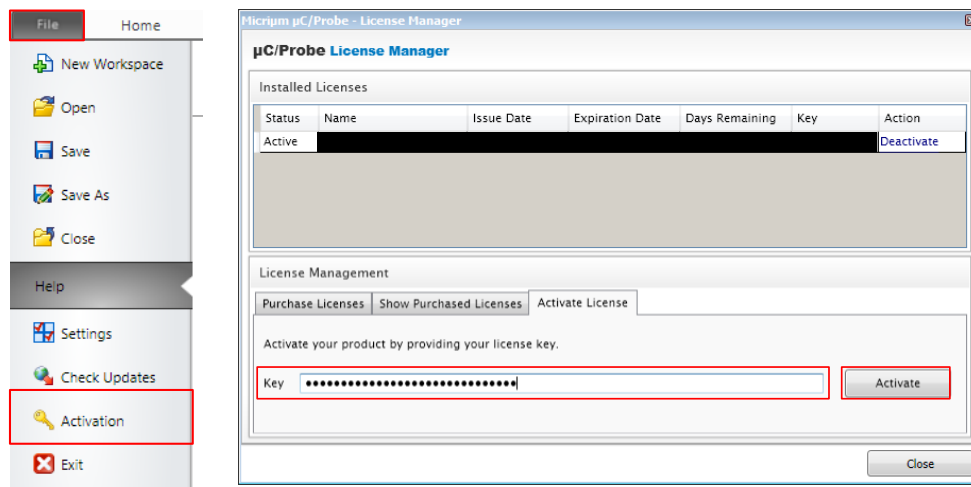 File Home
New Workspace
Open
Save
Save As
Close
Help
Settings
Check Updates
Activation
Exit
Micriµm µC/Probe - License Manager
µC/Probe License Manager
Installed Licenses
Status Name Issue Date Expiration Date Days Remaining Key Action
Active Deactivate
License Management
Purchase Licenses Show Purchased Licenses Activate License
Activate your product by providing your license key.
Key ••••••••••••••••••••••••••••••
Activate
Close